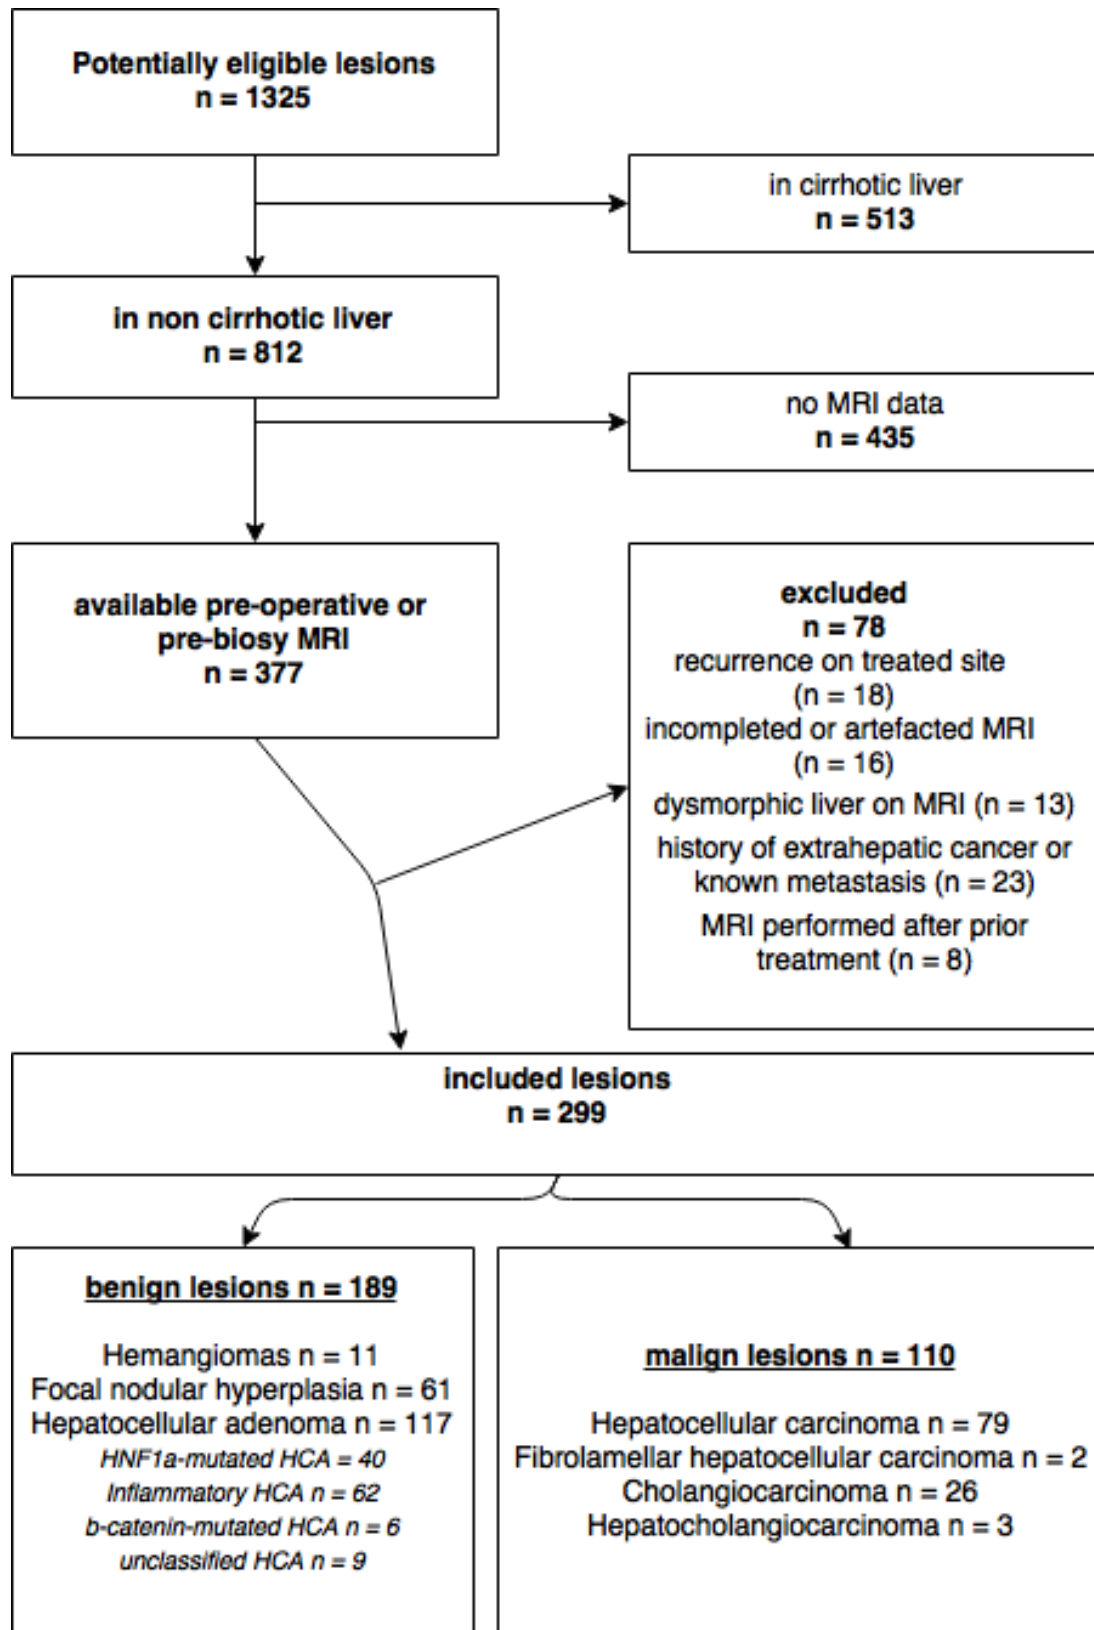 Potentially eligible lesions
n = 1325
in cirrhotic liver
n = 513
in non cirrhotic liver
n = 812
no MRI data
n = 435
available pre-operative or
pre-biosy MRI
n = 377
excluded
n = 78
recurrence on treated site
(n = 18)
incompleted or artefacted MRI
(n = 16)
dysmorphic liver on MRI (n = 13)
history of extrahepatic cancer or
known metastasis (n = 23)
MRI performed after prior
treatment (n = 8)
included lesions
n = 299
benign lesions n = 189
Hemangiomas n = 11
Focal nodular hyperplasia n = 61
Hepatocellular adenoma n = 117
HNF1a-mutated HCA = 40
Inflammatory HCA n = 62
b-catenin-mutated HCA n = 6
unclassified HCA n = 9
malign lesions n = 110
Hepatocellular carcinoma n = 79
Fibrolamellar hepatocellular carcinoma n = 2
Cholangiocarcinoma n = 26
Hepatocholangiocarcinoma n = 3